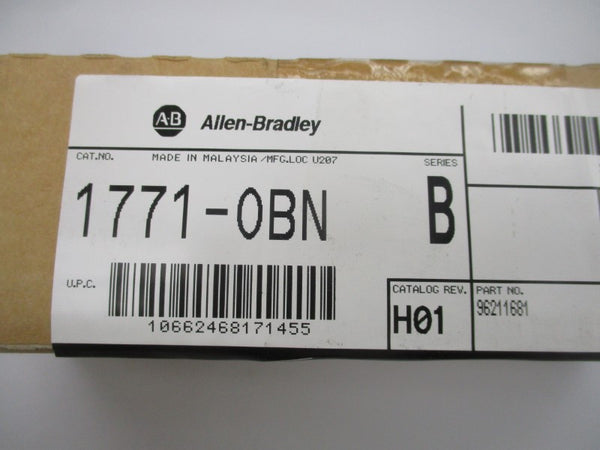 A-B Allen-Bradley
CAT.NO. MADE IN MALAYSIA /MFG.LOC U207 SERIES
1771-OBN B
U.P.C.
10662468171455
CATALOG REV. PART NO.
H01 96211681